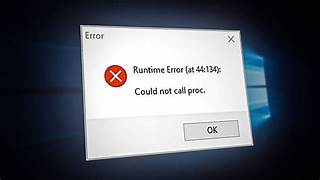 Error
Runtime Error (at 44:134):
Could not call proc.
OK